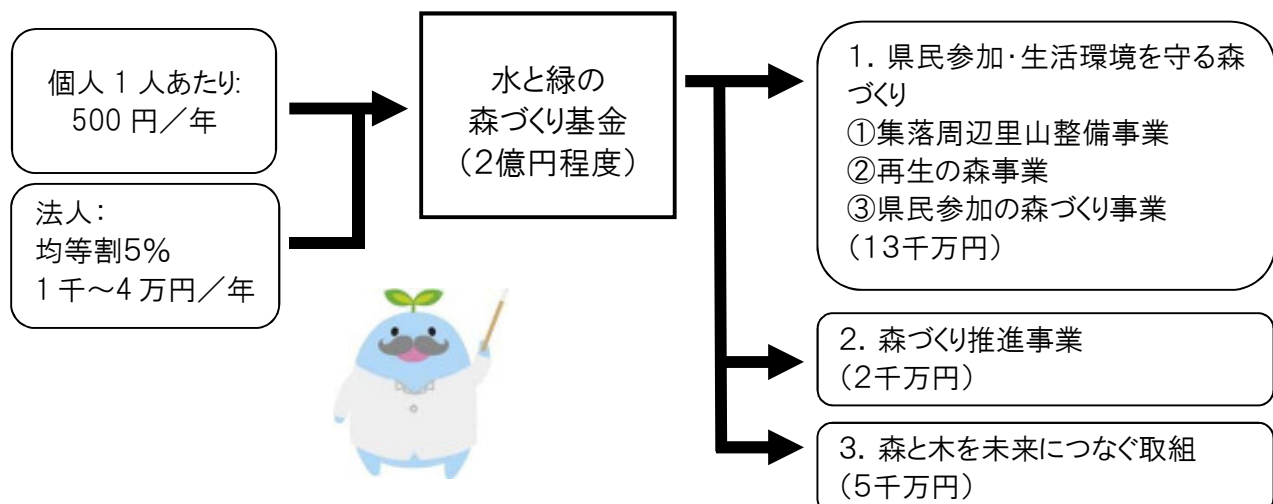 個人1人あたり:
500円／年
法人：
均等割5%
1千～4万円／年
水と緑の
森づくり基金
（2億円程度）
1．県民参加・生活環境を守る森
づくり
①集落周辺里山整備事業
②再生の森事業
③県民参加の森づくり事業
（13千万円）
2．森づくり推進事業
（2千万円）
3．森と木を未来につなぐ取組
（5千万円）